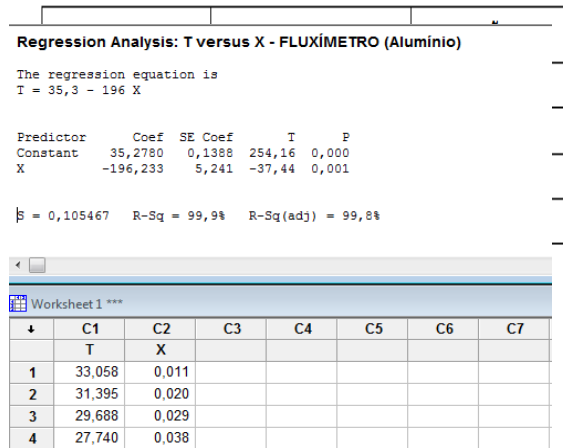 Regression Analysis: T versus X - FLUXÍMETRO (Alumínio)
The regression equation is
T = 35,3 - 196 X
Predictor Coef SE Coef T P
Constant 35,2780 0,1388 254,16 0,000
X -196,233 5,241 -37,44 0,001
S = 0,105467 R-Sq = 99,9% R-Sq(adj) = 99,8%
Worksheet 1 ***
↓ C1 C2 C3 C4 C5 C6 C7
T X
1 33,058 0,011
2 31,395 0,020
3 29,688 0,029
4 27,740 0,038